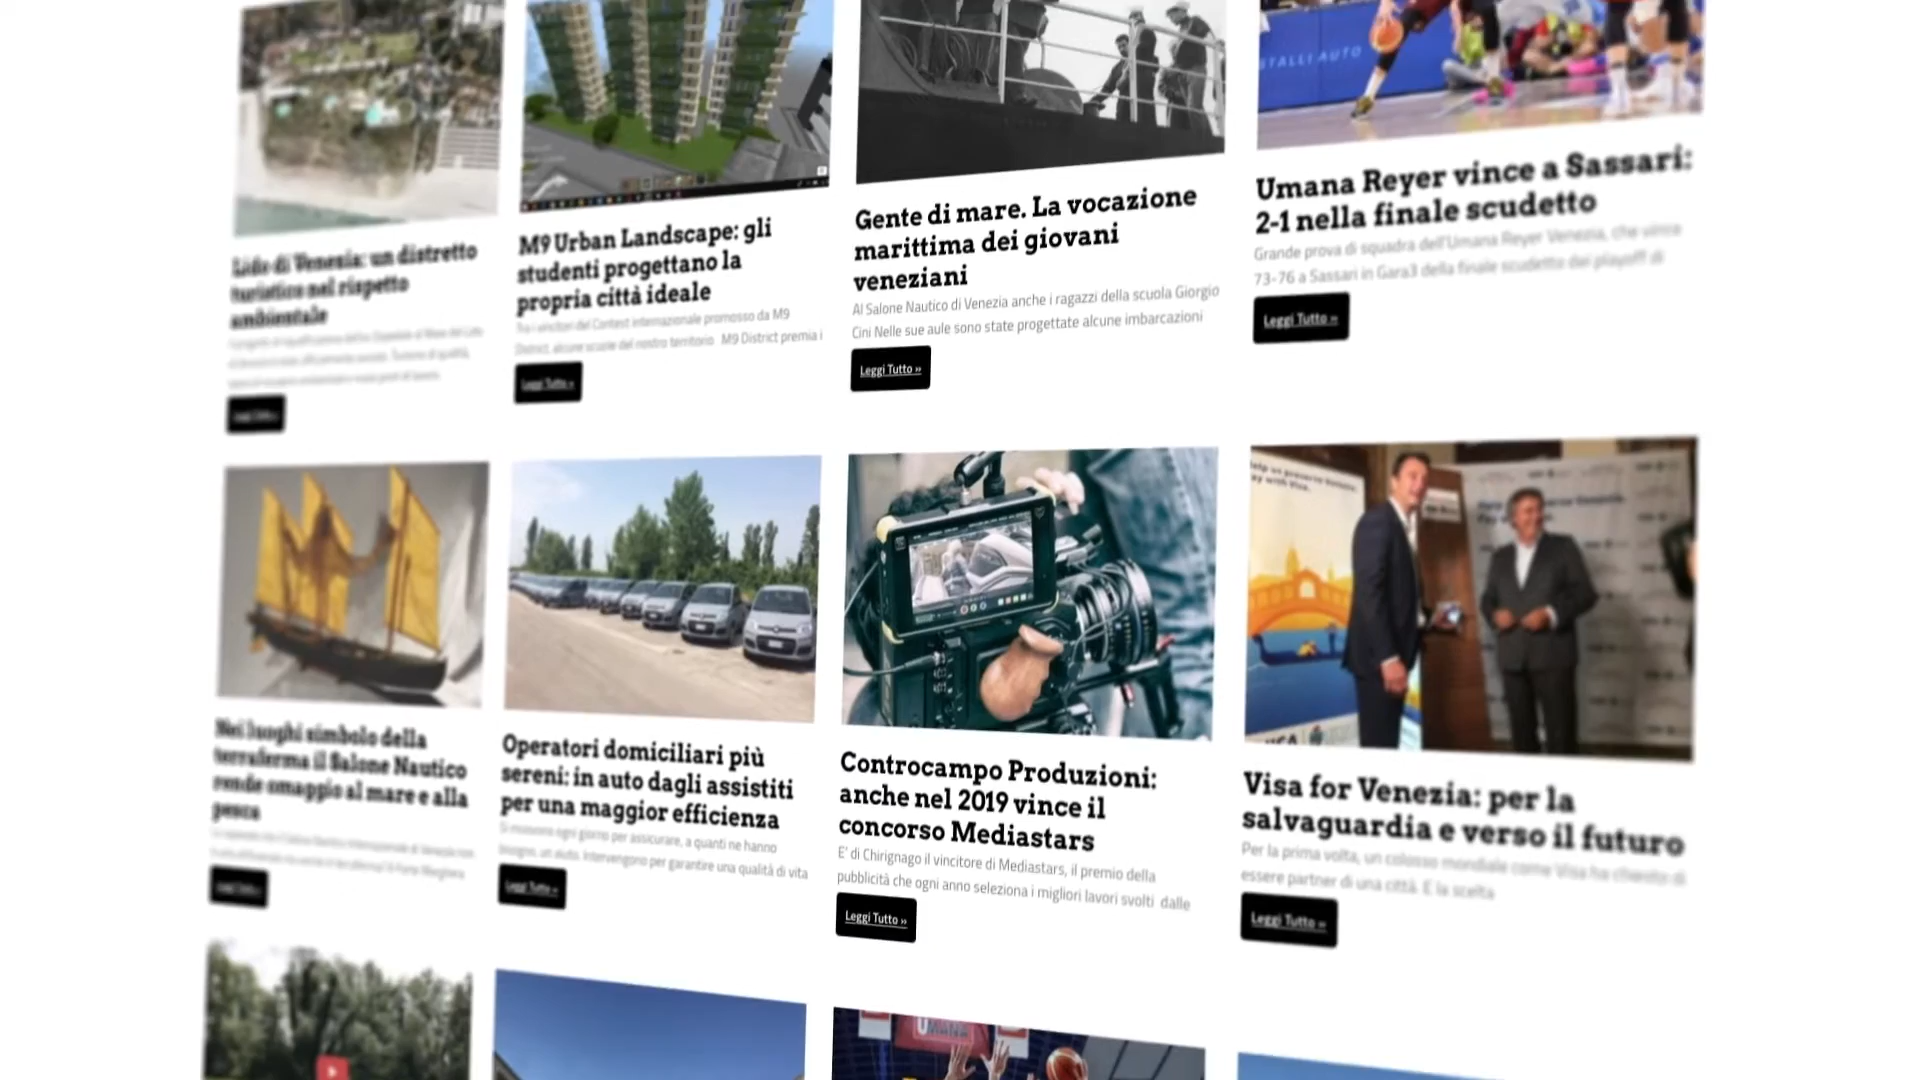 STALLI AUTO
Lido di Venezia: un distretto
turistico nel rispetto
ambientale
M9 Urban Landscape: gli
studenti progettano la
propria città ideale
Tra i vincitori del Contest internazionale promosso da M9
District, alcune scuole del nostro territorio M9 District premia i
Leggi Tutto »
Gente di mare. La vocazione
marittima dei giovani
veneziani
Al Salone Nautico di Venezia anche i ragazzi della scuola Giorgio
Cini Nelle sue aule sono state progettate alcune imbarcazioni
Leggi Tutto »
Umana Reyer vince a Sassari:
2-1 nella finale scudetto
Grande prova di squadra dell'Umana Reyer Venezia, che vince
73-76 a Sassari in Gara3 della finale scudetto dei playoff di
Leggi Tutto »
Nei luoghi simbolo della
terraferma il Salone Nautico
rende omaggio al mare e alla
pesca
Operatori domiciliari più
sereni: in auto dagli assistiti
per una maggior efficienza
Si muovono ogni giorno per assicurare, a quanti ne hanno
bisogno, un aiuto. Intervengono per garantire una qualità di vita
Leggi Tutto »
Controcampo Produzioni:
anche nel 2019 vince il
concorso Mediastars
E' di Chirignago il vincitore di Mediastars, il premio della
pubblicità che ogni anno seleziona i migliori lavori svolti dalle
Leggi Tutto »
Visa for Venezia: per la
salvaguardia e verso il futuro
Per la prima volta, un colosso mondiale come Visa ha chiesto di
essere partner di una città. E la scelta
Leggi Tutto »
UMANA